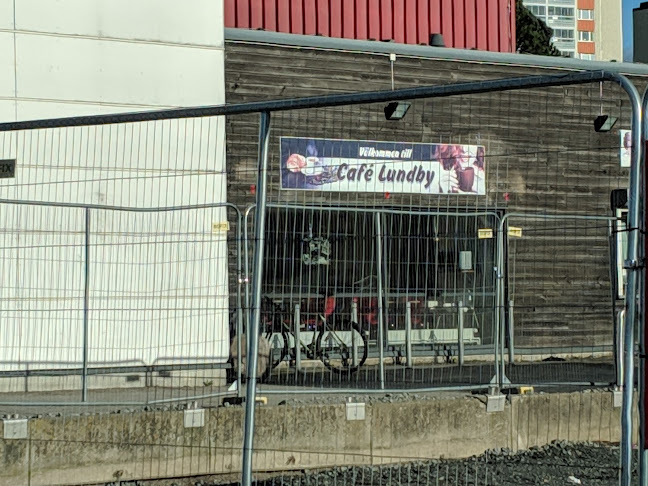 Välkommen till
Café Lundby